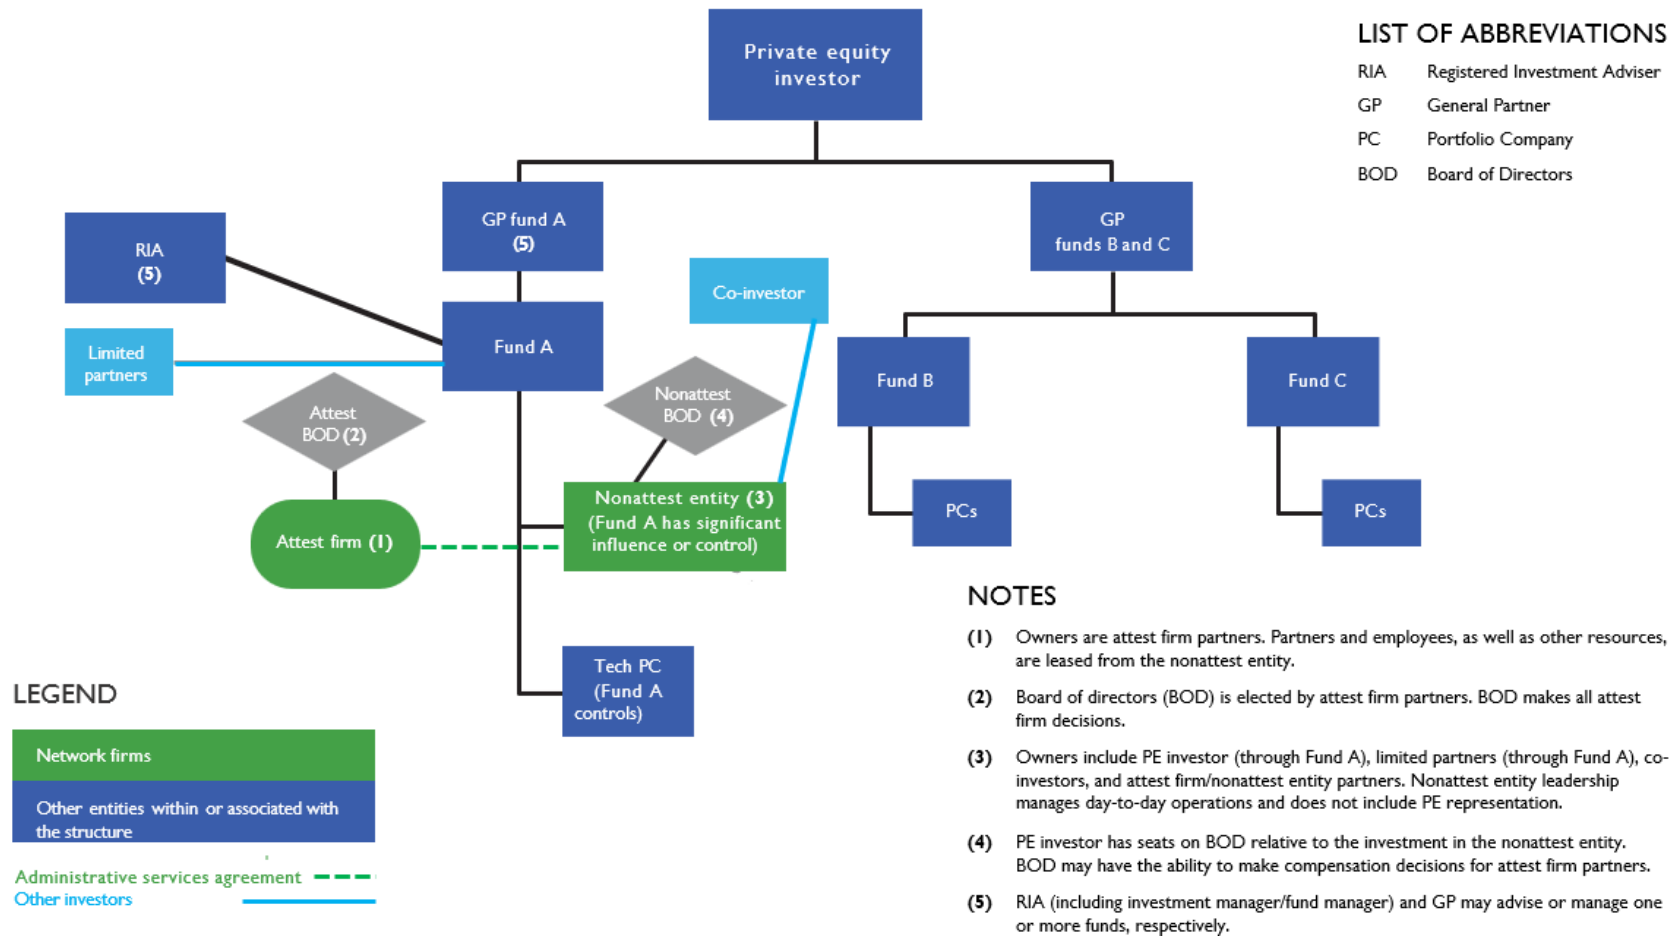 Private equity
investor
LIST OF ABBREVIATIONS
RIA Registered Investment Adviser
GP General Partner
PC Portfolio Company
BOD Board of Directors
GP fund A
(5)
GP
funds B and C
RIA
(5)
Co-investor
Limited
partners
Fund A
Fund B
Fund C
Attest
BOD (2)
Nonattest
BOD (4)
Attest firm (1)
Nonattest entity (3)
(Fund A has significant
influence or control)
PCs
PCs
Tech PC
(Fund A
controls)
LEGEND
Network firms
Other entities within or associated with
the structure
Administrative services agreement
Other investors
NOTES
(1) Owners are attest firm partners. Partners and employees, as well as other resources,
are leased from the nonattest entity.
(2) Board of directors (BOD) is elected by attest firm partners. BOD makes all attest
firm decisions.
(3) Owners include PE investor (through Fund A), limited partners (through Fund A), co-
investors, and attest firm/nonattest entity partners. Nonattest entity leadership
manages day-to-day operations and does not include PE representation.
(4) PE investor has seats on BOD relative to the investment in the nonattest entity.
BOD may have the ability to make compensation decisions for attest firm partners.
(5) RIA (including investment manager/fund manager) and GP may advise or manage one
or more funds, respectively.